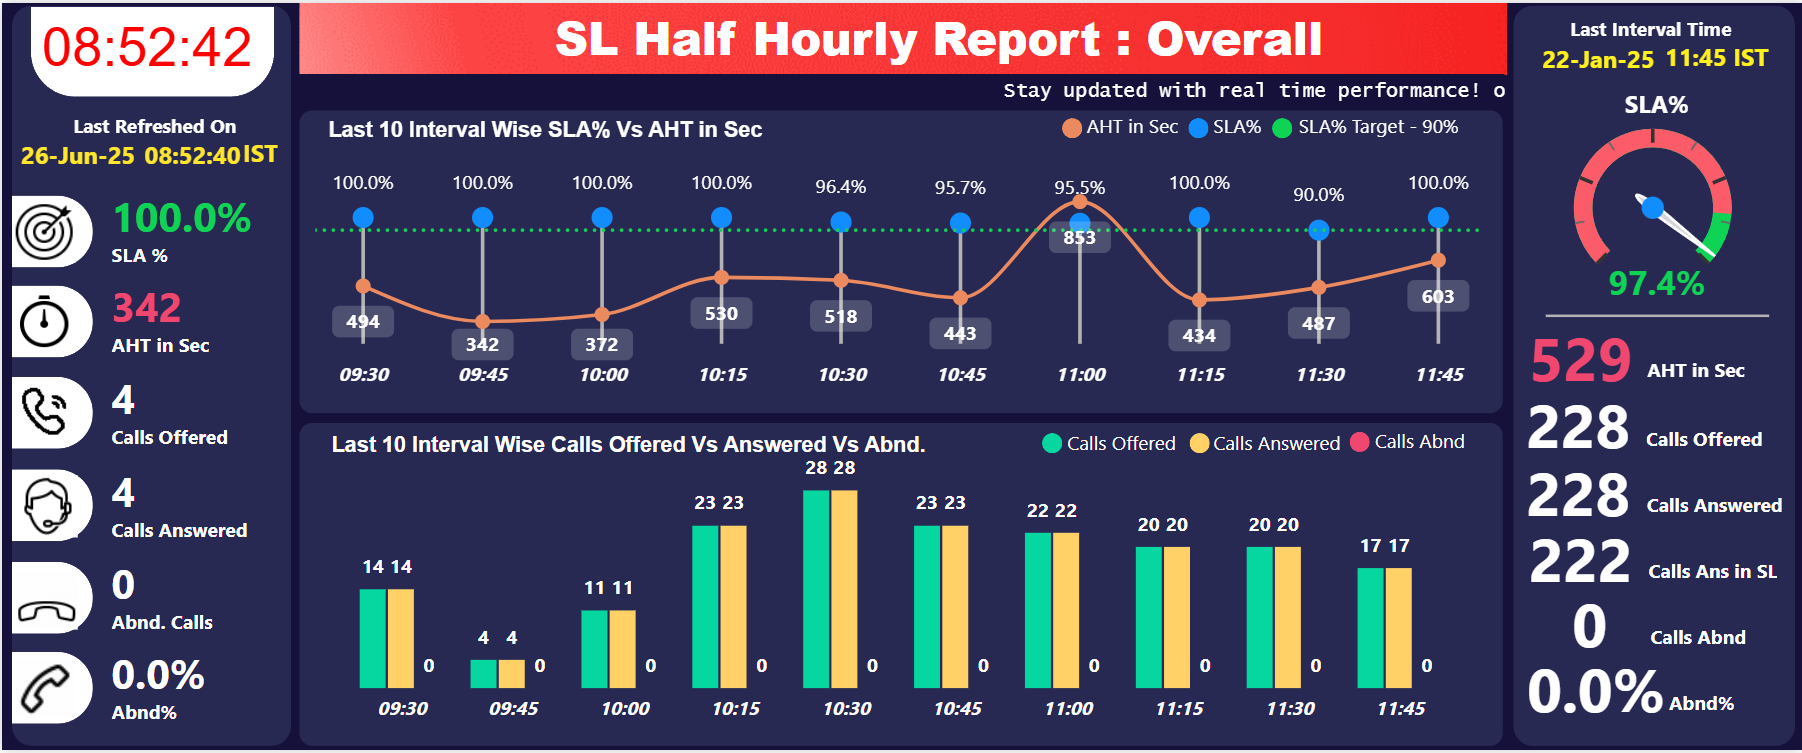 08:52:42
Last Refreshed On
26-Jun-25 08:52:40 IST
100.0%
SLA %
342
AHT in Sec
4
Calls Offered
4
Calls Answered
0
Abnd. Calls
0.0%
Abnd%
SL Half Hourly Report : Overall
Stay updated with real time performance! o
Last 10 Interval Wise SLA% Vs AHT in Sec
AHT in Sec SLA% SLA% Target - 90%
100.0% 100.0% 100.0% 100.0% 96.4% 95.7% 95.5% 100.0% 90.0% 100.0%
494 342 372 530 518 443 853 434 487 603
09:30 09:45 10:00 10:15 10:30 10:45 11:00 11:15 11:30 11:45
Last 10 Interval Wise Calls Offered Vs Answered Vs Abnd.
Calls Offered Calls Answered Calls Abnd
14 14 0 4 4 0 11 11 0 23 23 0 28 28 0 23 23 0 22 22 0 20 20 0 20 20 0 17 17 0
09:30 09:45 10:00 10:15 10:30 10:45 11:00 11:15 11:30 11:45
Last Interval Time
22-Jan-25 11:45 IST
SLA%
97.4%
529 AHT in Sec
228 Calls Offered
228 Calls Answered
222 Calls Ans in SL
0 Calls Abnd
0.0% Abnd%